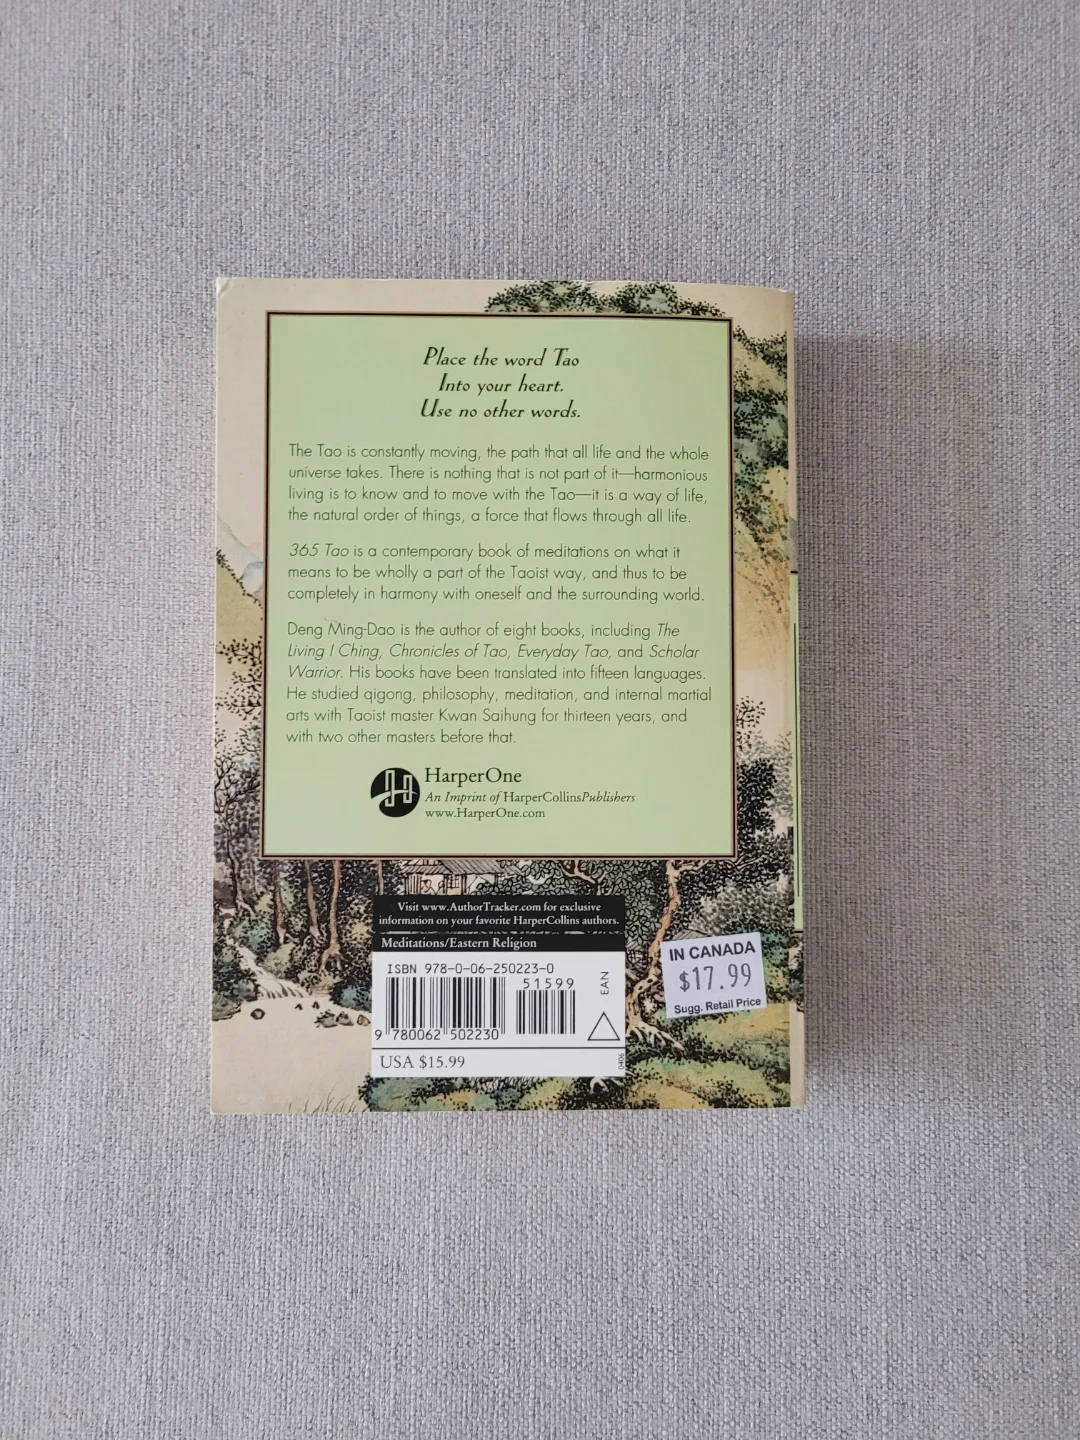 Place the word Tao
Into your heart.
Use no other words.
The Tao is constantly moving, the path that all life and the whole
universe takes. There is nothing that is not part of it—harmonious
living is to know and to move with the Tao—it is a way of life,
the natural order of things, a force that flows through all life.
365 Tao is a contemporary book of meditations on what it
means to be wholly a part of the Taoist way, and thus to be
completely in harmony with oneself and the surrounding world.
Deng Ming-Dao is the author of eight books, including The
Living I Ching, Chronicles of Tao, Everyday Tao, and Scholar
Warrior. His books have been translated into fifteen languages.
He studied qigong, philosophy, meditation, and internal martial
arts with Taoist master Kwan Saihung for thirteen years, and
with two other masters before that.
HarperOne
An Imprint of HarperCollinsPublishers
www.HarperOne.com
Visit www.AuthorTracker.com for exclusive
information on your favorite HarperCollins authors.
Meditations/Eastern Religion
ISBN 978-0-06-250223-0
51599
EAN
9 780062 502230
USA $15.99
0406
IN CANADA
$17.99
Sugg. Retail Price